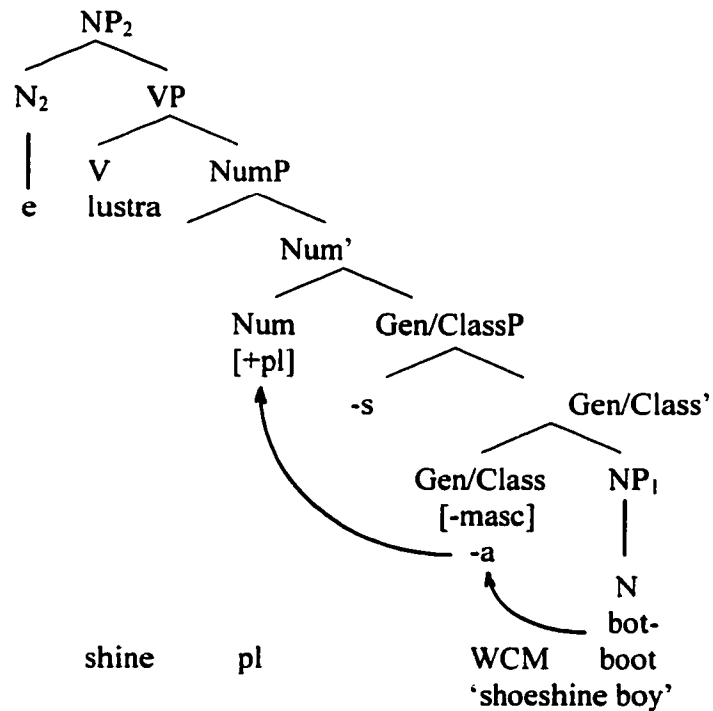 NP₂
N₂ VP
V NumP
e lustra
Num’
Num Gen/ClassP
[+pl]
-s Gen/Class’
Gen/Class NP₁
[-masc]
-a
N
bot-
shine pl WCM boot
‘shoeshine boy’